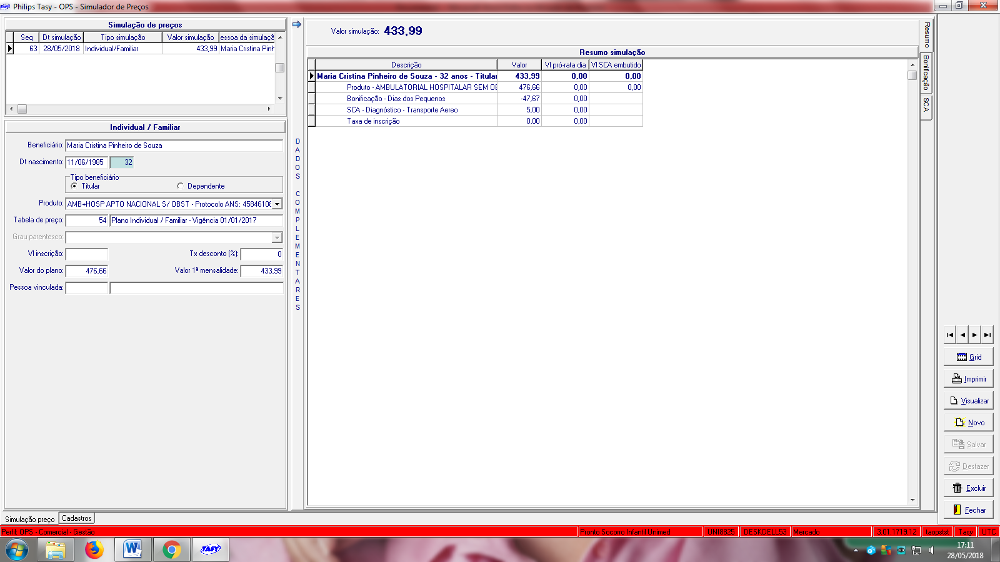 Philips Tasy - OPS - Simulador de Preços
Simulação de preços
Seq Dt simulação Tipo simulação Valor simulação essoa da simulaçã
63 28/05/2018 Individual/Familiar 433,99 Maria Cristina Pinh
Individual / Familiar
Beneficiário: Maria Cristina Pinheiro de Souza
Dt nascimento: 11/06/1985 32
Tipo beneficiário
Titular Dependente
Produto: AMB+HOSP APTO NACIONAL S/ OBST - Protocolo ANS: 45846108
Tabela de preço: 54 Plano Individual / Familiar - Vigência 01/01/2017
Grau parentesco:
Vl inscrição: Tx desconto (%): 0
Valor do plano: 476,66 Valor 1ª mensalidade: 433,99
Pessoa vinculada:
Simulação preço Cadastros
DADOS COMPLEMENTARES
Valor simulação: 433,99
Resumo simulação
Descrição Valor Vl pró-rata dia Vl SCA embutido
Maria Cristina Pinheiro de Souza - 32 anos - Titular 433,99 0,00 0,00
Produto - AMBULATORIAL HOSPITALAR SEM OB 476,66 0,00 0,00
Bonificação - Dias dos Pequenos -47,67 0,00
SCA - Diagnóstico - Transporte Aereo 5,00 0,00
Taxa de inscrição 0,00 0,00
Resumo
Bonificação
SCA
Grid
Imprimir
Visualizar
Novo
Salvar
Desfazer
Excluir
Fechar
Perfil: OPS - Comercial - Gestão Pronto Socorro Infantil Unimed UNI8825 DESKDELL53 Mercado 3.01.1719.12 taopstst Tasy UTC
TASY
17:11
28/05/2018